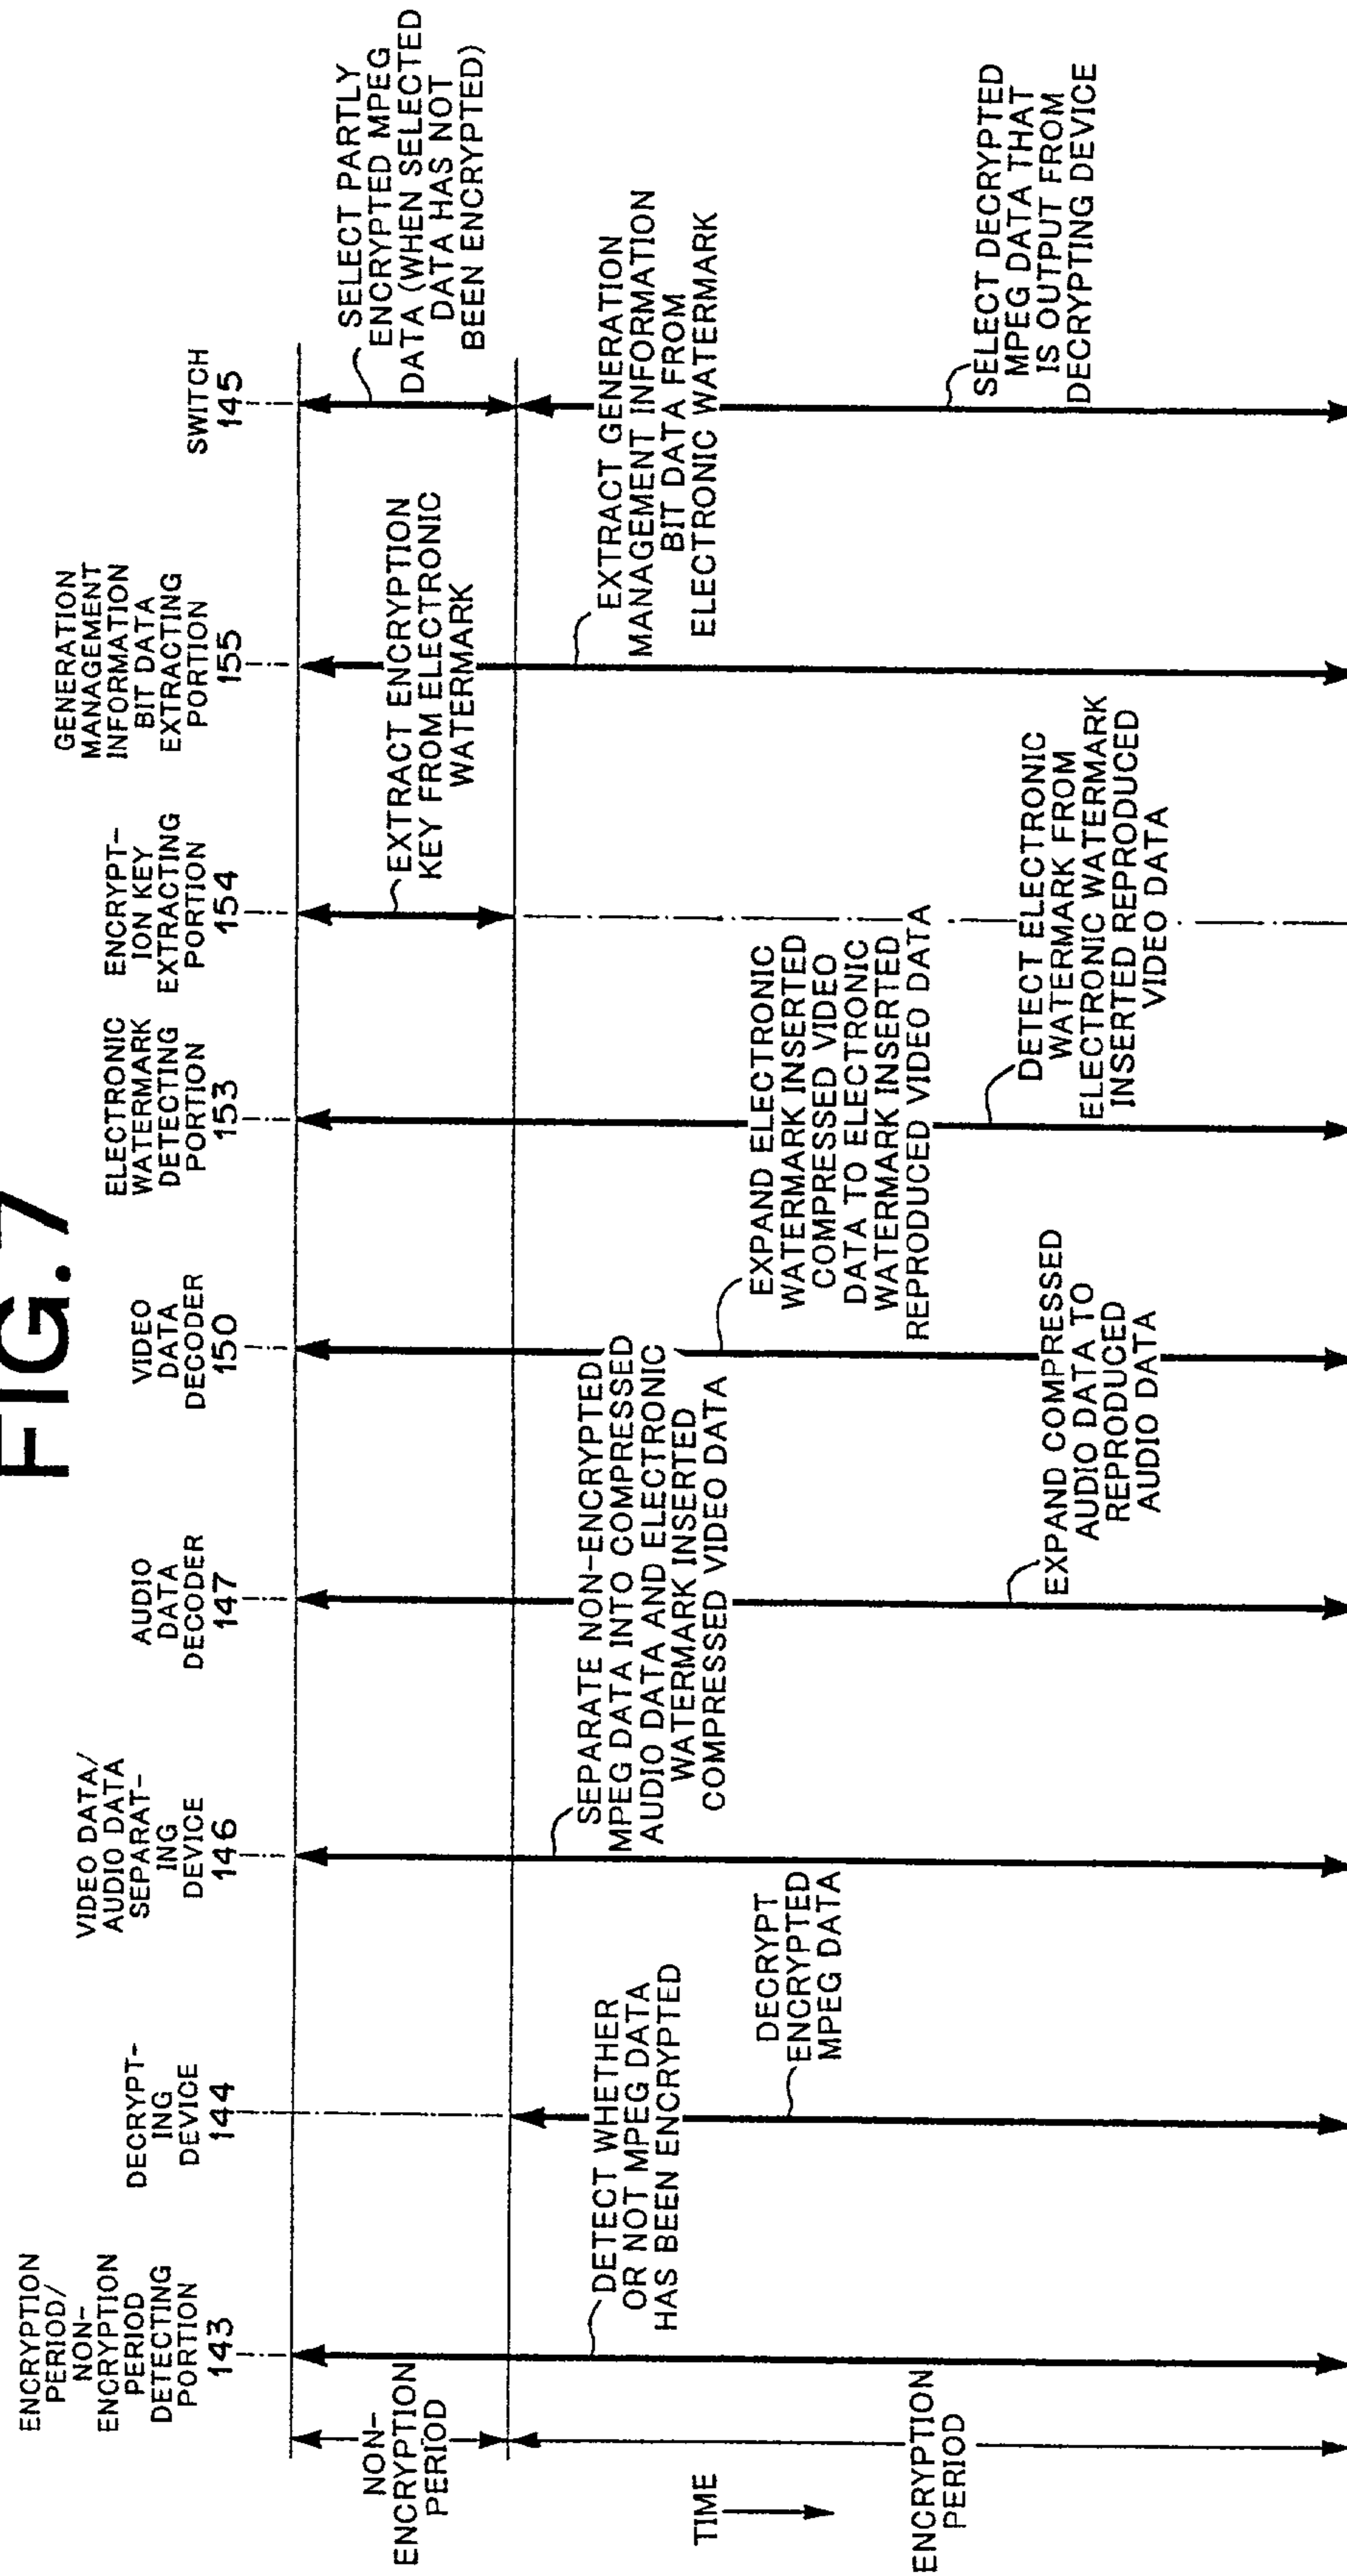 FIG.7
ENCRYPTION
PERIOD/
NON-
ENCRYPTION
PERIOD
DETECTING
PORTION
143
DECRYPT-
ING
DEVICE
144
VIDEO DATA/
AUDIO DATA
SEPARAT-
ING
DEVICE
146
AUDIO
DATA
DECODER
147
VIDEO
DATA
DECODER
150
ELECTRONIC
WATERMARK
DETECTING
PORTION
153
ENCRYPT-
ION KEY
EXTRACTING
PORTION
154
GENERATION
MANAGEMENT
INFORMATION
BIT DATA
EXTRACTING
PORTION
155
SWITCH
145
NON-
ENCRYPTION
PERIOD
TIME
ENCRYPTION
PERIOD
DETECT WHETHER
OR NOT MPEG DATA
HAS BEEN ENCRYPTED
DECRYPT
ENCRYPTED
MPEG DATA
SEPARATE NON-ENCRYPTED
MPEG DATA INTO COMPRESSED
AUDIO DATA AND ELECTRONIC
WATERMARK INSERTED
COMPRESSED VIDEO DATA
EXPAND COMPRESSED
AUDIO DATA TO
REPRODUCED
AUDIO DATA
EXPAND ELECTRONIC
WATERMARK INSERTED
COMPRESSED VIDEO
DATA TO ELECTRONIC
WATERMARK INSERTED
REPRODUCED VIDEO DATA
DETECT ELECTRONIC
WATERMARK FROM
ELECTRONIC WATERMARK
INSERTED REPRODUCED
VIDEO DATA
EXTRACT ENCRYPTION
KEY FROM ELECTRONIC
WATERMARK
EXTRACT GENERATION
MANAGEMENT INFORMATION
BIT DATA FROM
ELECTRONIC WATERMARK
SELECT PARTLY
ENCRYPTED MPEG
DATA (WHEN SELECTED
DATA HAS NOT
BEEN ENCRYPTED)
SELECT DECRYPTED
MPEG DATA THAT
IS OUTPUT FROM
DECRYPTING DEVICE